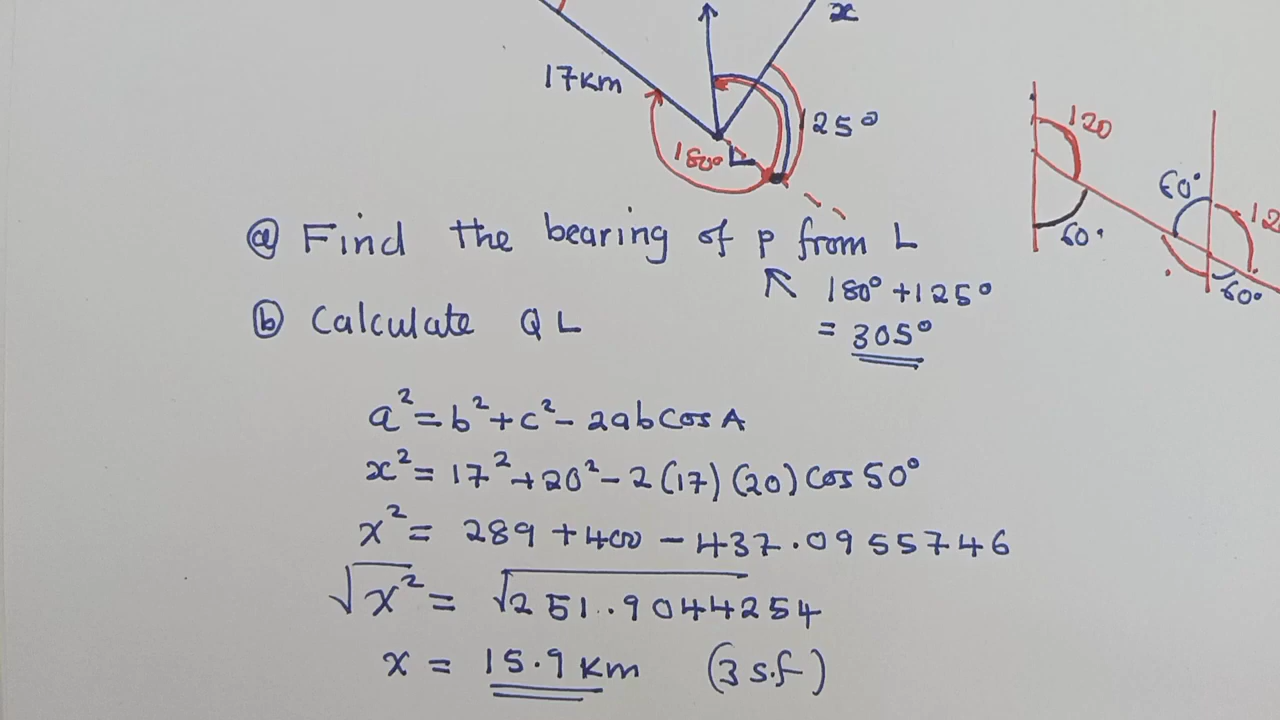 x
17km
125°
180°
L
120
60°
60°
12
60°
ⓐ Find the bearing of p from L
180° + 125°
= 305°
ⓑ Calculate QL
a² = b² + c² - 2ab Cos A
x² = 17² + 20² - 2(17)(20) Cos 50°
x² = 289 + 400 - 437.0955746
√x² = √251..9044254
x = 15.9 km (3 s.f)